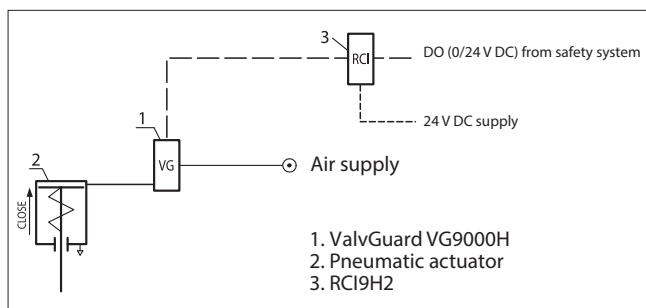 3
RCI
DO (0/24 V DC) from safety system
24 V DC supply
1
VG
Air supply
2
CLOSE
1. ValvGuard VG9000H
2. Pneumatic actuator
3. RCI9H2